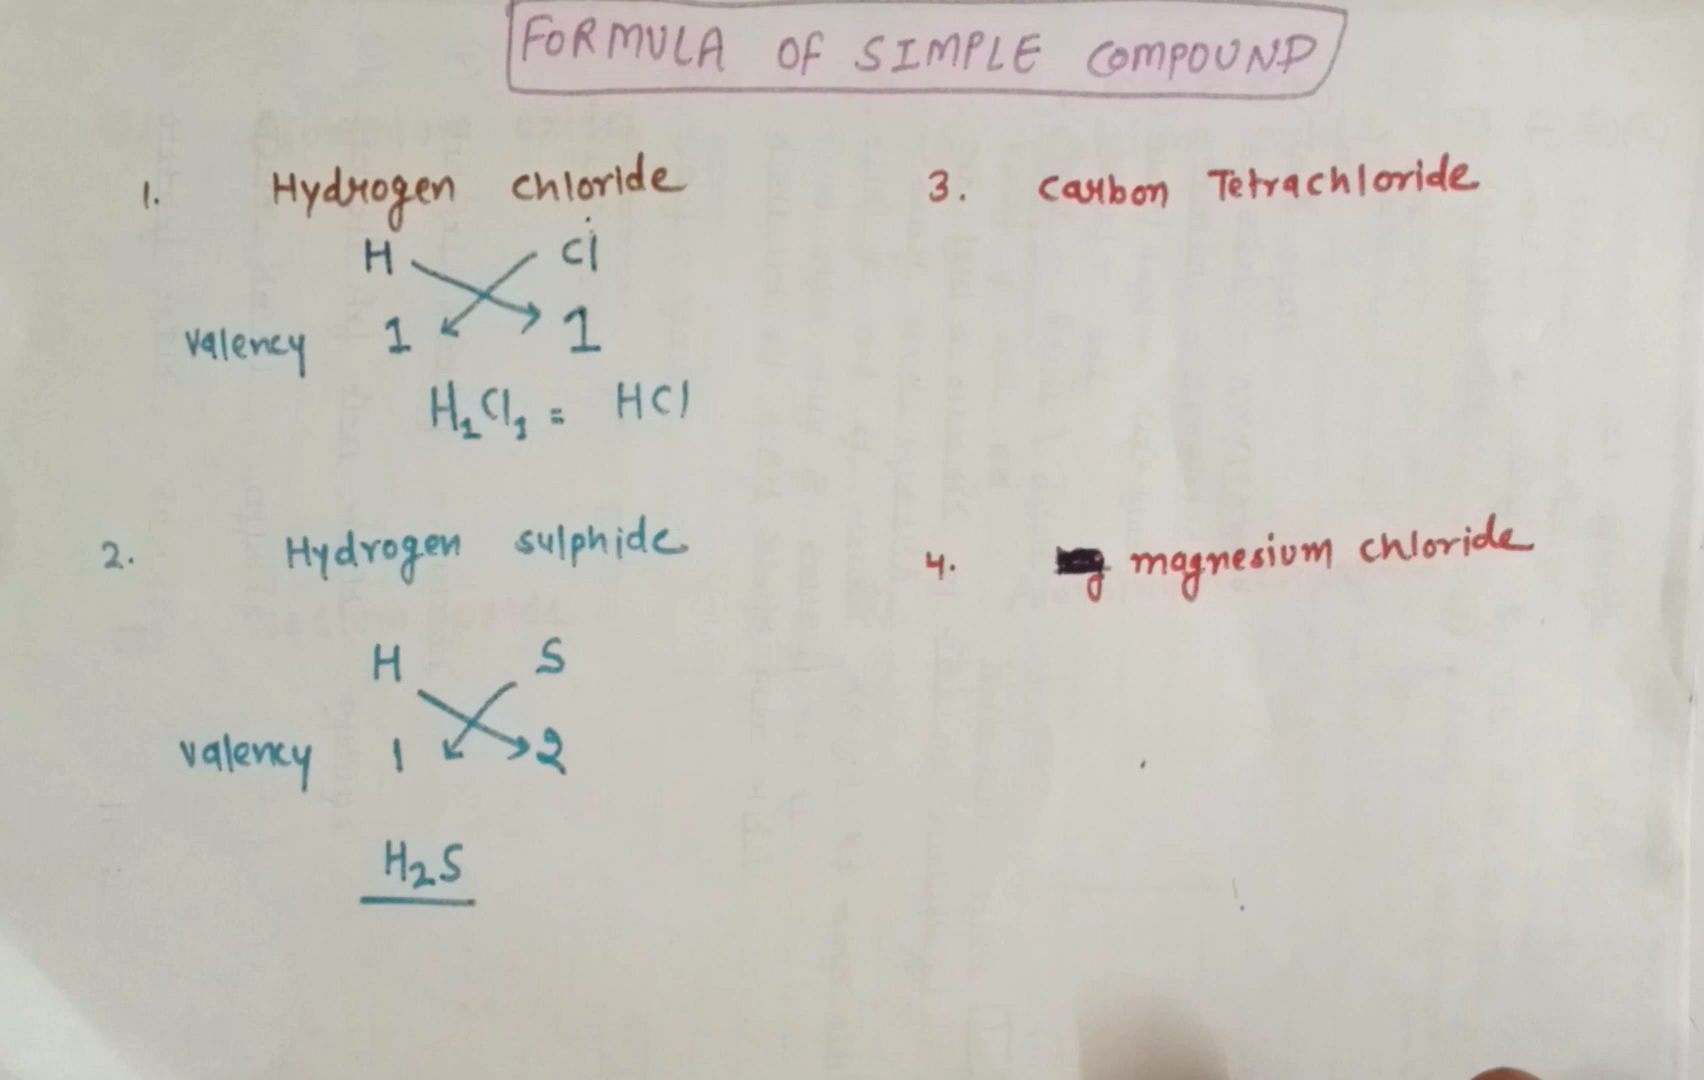 FORMULA OF SIMPLE COMPOUND
1. Hydrogen chloride
H Cl
valency 1 1
H₁Cl₁ = HCl
2. Hydrogen sulphide
H S
valency 1 2
H₂S
3. Carbon Tetrachloride
4. magnesium chloride